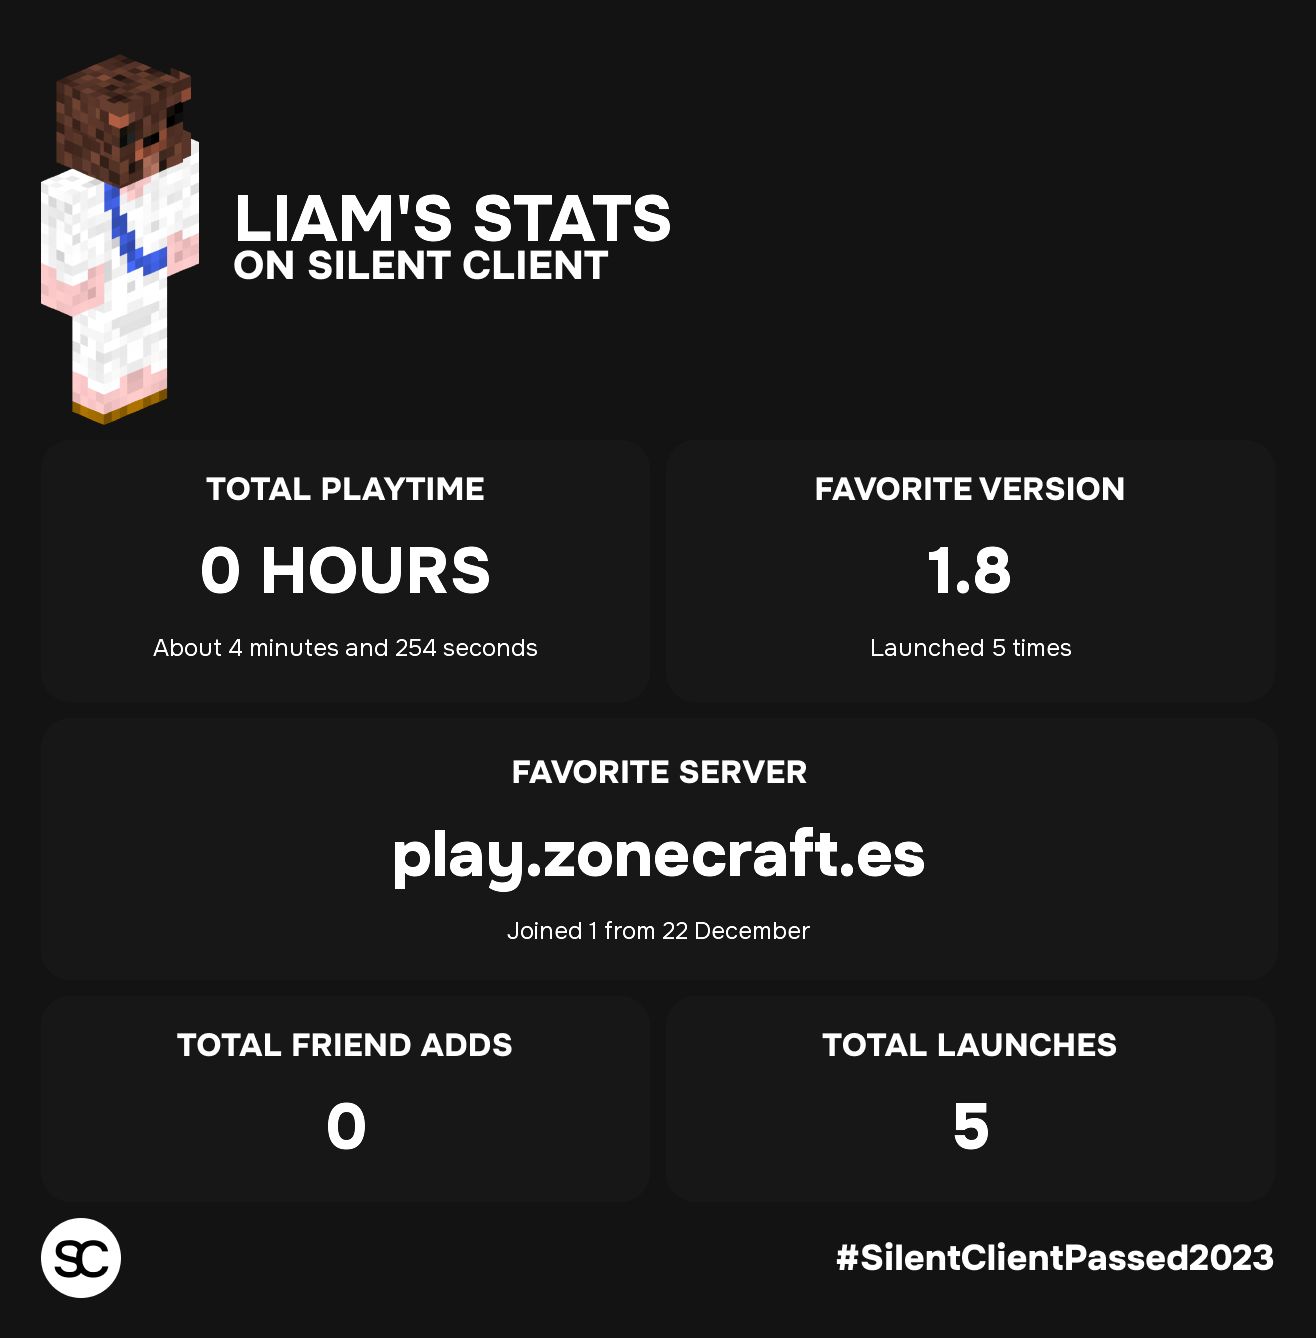 LIAM'S STATS
ON SILENT CLIENT
TOTAL PLAYTIME
0 HOURS
About 4 minutes and 254 seconds
FAVORITE VERSION
1.8
Launched 5 times
FAVORITE SERVER
play.zonecraft.es
Joined 1 from 22 December
TOTAL FRIEND ADDS
0
TOTAL LAUNCHES
5
SC
#SilentClientPassed2023